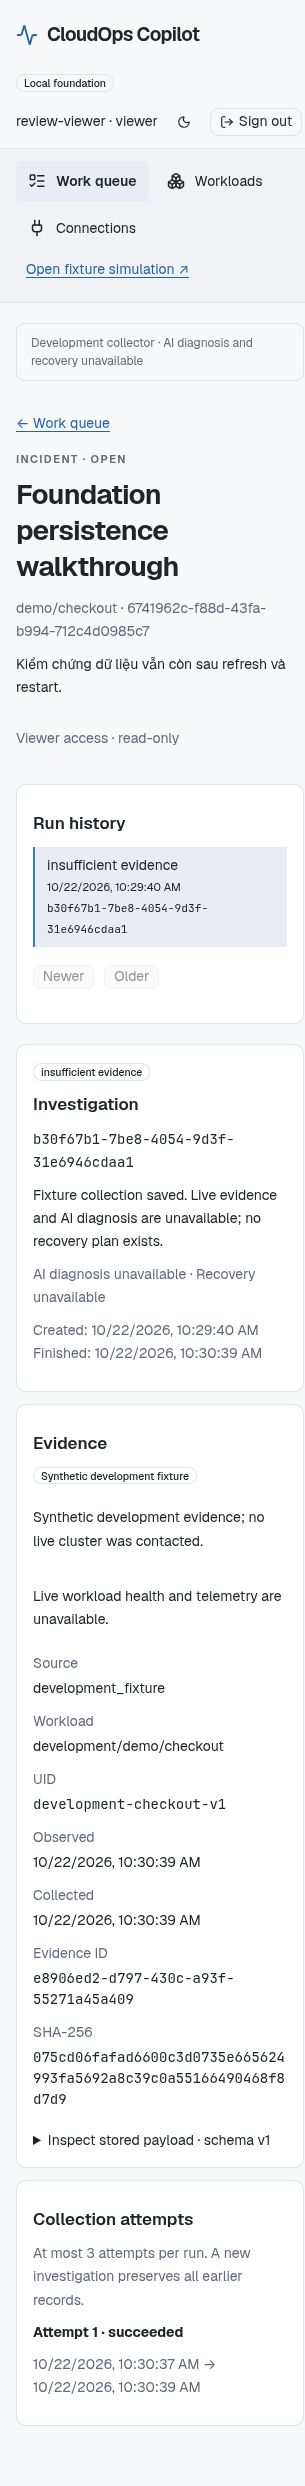 CloudOps Copilot
Local foundation
review-viewer · viewer
Sign out
Work queue
Workloads
Connections
Open fixture simulation ↗
Development collector · AI diagnosis and
recovery unavailable
← Work queue
INCIDENT · OPEN
Foundation
persistence
walkthrough
demo/checkout · 6741962c-f88d-43fa-
b994-712c4d0985c7
Kiểm chứng dữ liệu vẫn còn sau refresh và
restart.
Viewer access · read-only
Run history
insufficient evidence
10/22/2026, 10:29:40 AM
b30f67b1-7be8-4054-9d3f-
31e6946cdaa1
Newer
Older
insufficient evidence
Investigation
b30f67b1-7be8-4054-9d3f-
31e6946cdaa1
Fixture collection saved. Live evidence
and AI diagnosis are unavailable; no
recovery plan exists.
AI diagnosis unavailable · Recovery
unavailable
Created: 10/22/2026, 10:29:40 AM
Finished: 10/22/2026, 10:30:39 AM
Evidence
Synthetic development fixture
Synthetic development evidence; no
live cluster was contacted.
Live workload health and telemetry are
unavailable.
Source
development_fixture
Workload
development/demo/checkout
UID
development-checkout-v1
Observed
10/22/2026, 10:30:39 AM
Collected
10/22/2026, 10:30:39 AM
Evidence ID
e8906ed2-d797-430c-a93f-
55271a45a409
SHA-256
075cd06fafad6600c3d0735e665624
993fa5692a8c39c0a55166490468f8
d7d9
▶ Inspect stored payload · schema v1
Collection attempts
At most 3 attempts per run. A new
investigation preserves all earlier
records.
Attempt 1 · succeeded
10/22/2026, 10:30:37 AM →
10/22/2026, 10:30:39 AM